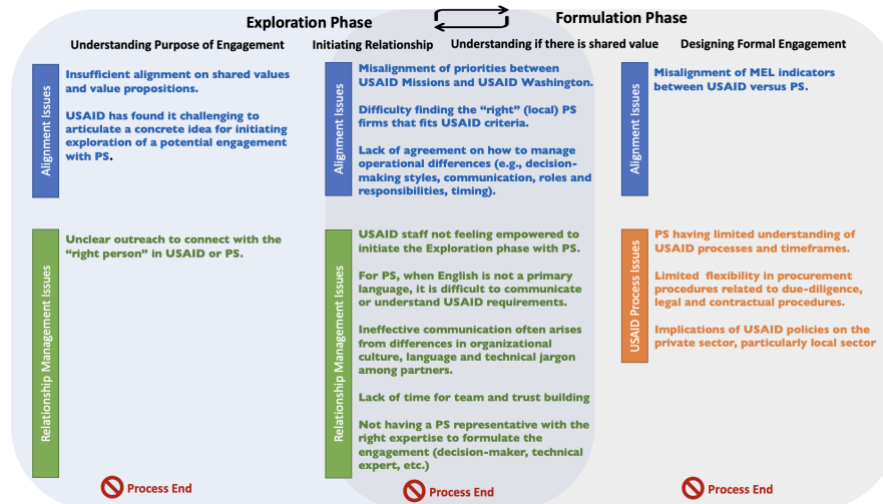 Exploration Phase
Formulation Phase
Understanding Purpose of Engagement
Initiating Relationship
Understanding if there is shared value
Designing Formal Engagement
Alignment Issues
Insufficient alignment on shared values
and value propositions.
USAID has found it challenging to
articulate a concrete idea for initiating
exploration of a potential engagement
with PS.
Relationship Management Issues
Unclear outreach to connect with the
“right person” in USAID or PS.
Process End
Alignment Issues
Misalignment of priorities between
USAID Missions and USAID Washington.
Difficulty finding the “right” (local) PS
firms that fits USAID criteria.
Lack of agreement on how to manage
operational differences (e.g., decision-
making styles, communication, roles and
responsibilities, timing).
Relationship Management Issues
USAID staff not feeling empowered to
initiate the Exploration phase with PS.
For PS, when English is not a primary
language, it is difficult to communicate
or understand USAID requirements.
Ineffective communication often arises
from differences in organizational
culture, language and technical jargon
among partners.
Lack of time for team and trust building
Not having a PS representative with the
right expertise to formulate the
engagement (decision-maker, technical
expert, etc.)
Process End
Alignment Issues
Misalignment of MEL indicators
between USAID versus PS.
USAID Process Issues
PS having limited understanding of
USAID processes and timeframes.
Limited flexibility in procurement
procedures related to due-diligence,
legal and contractual procedures.
Implications of USAID policies on the
private sector, particularly local sector
Process End